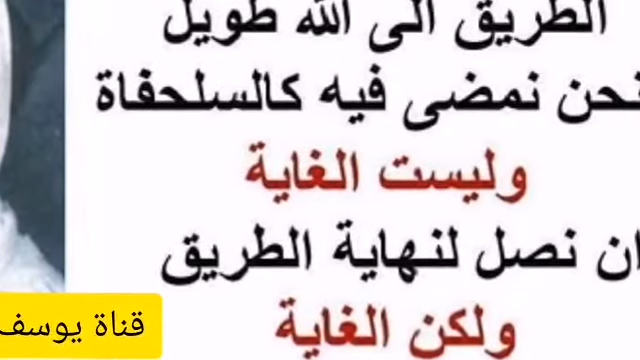 الطريق الى الله طويل
نحن نمضى فيه كالسلحفاة
وليست الغاية
ان نصل لنهاية الطريق
ولكن الغاية
قناة يوسف